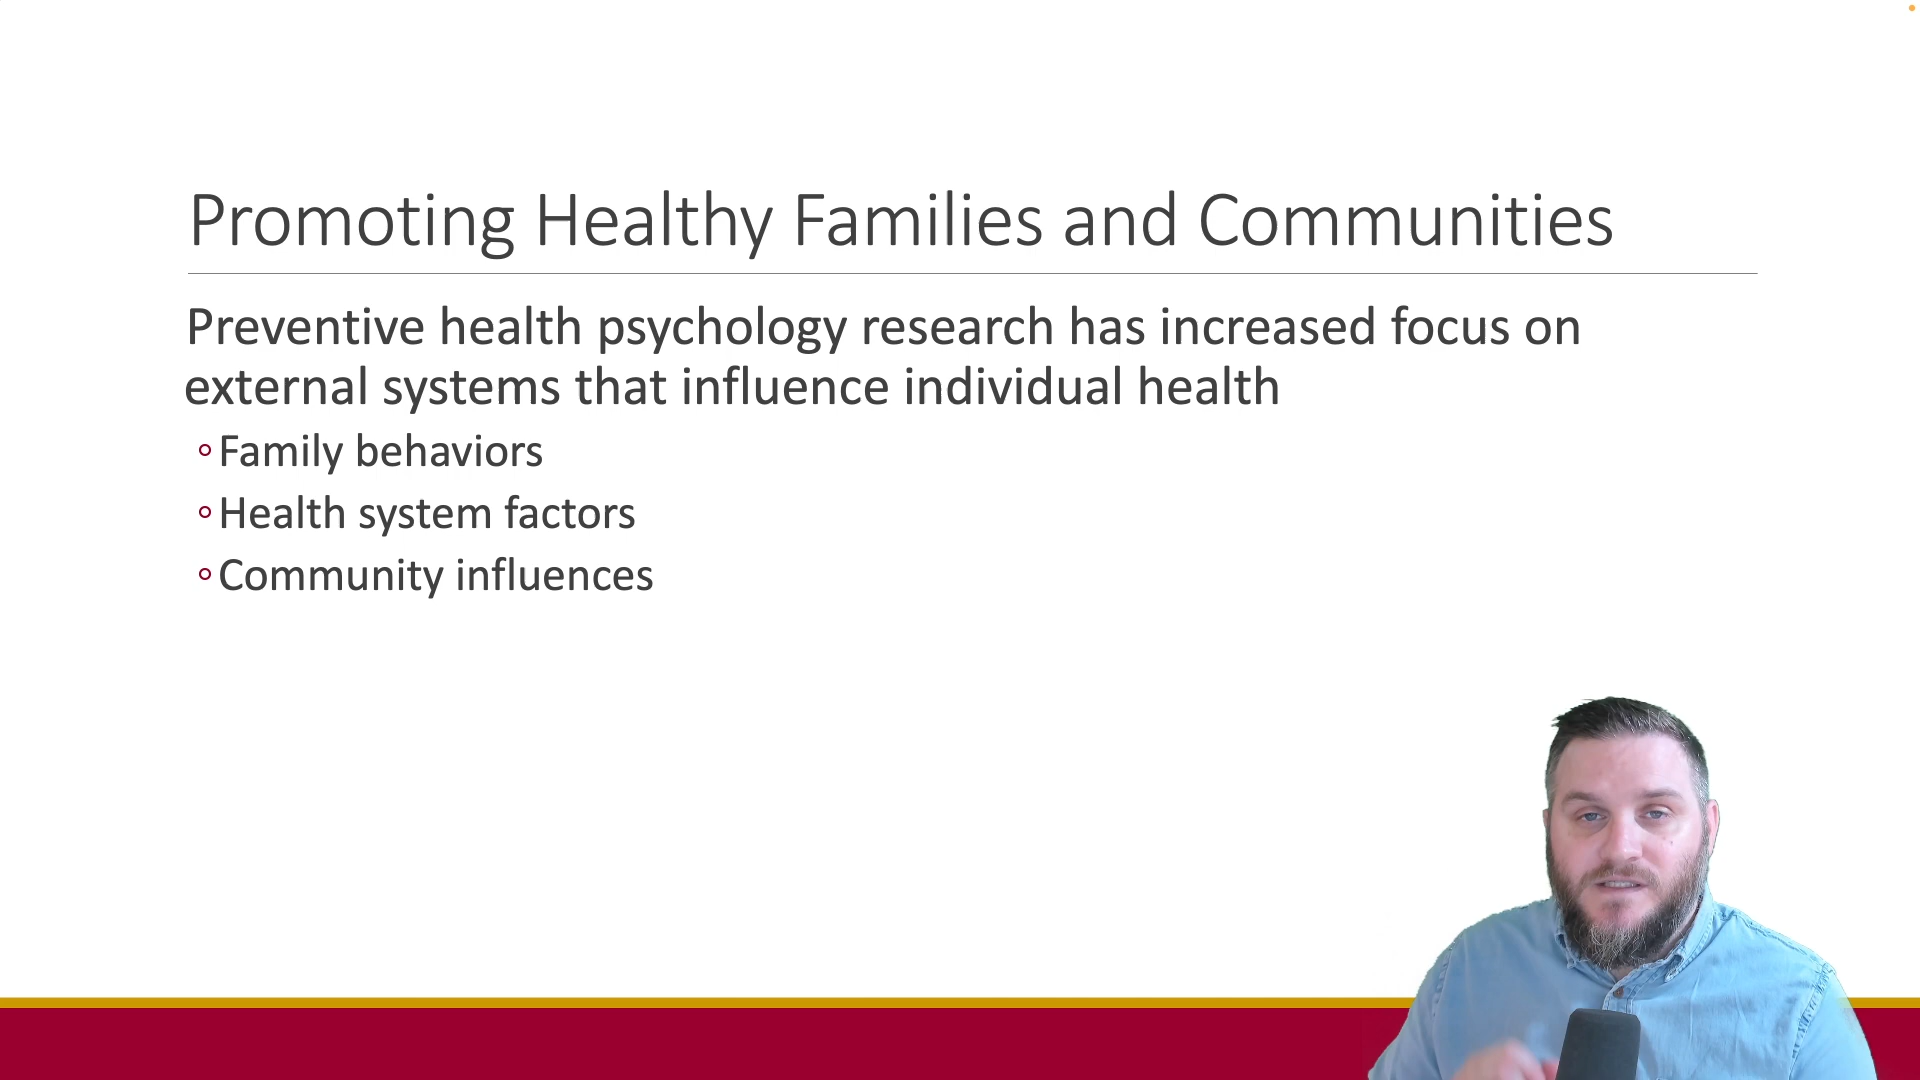 Promoting Healthy Families and Communities
Preventive health psychology research has increased focus on
external systems that influence individual health
◦Family behaviors
◦Health system factors
◦Community influences